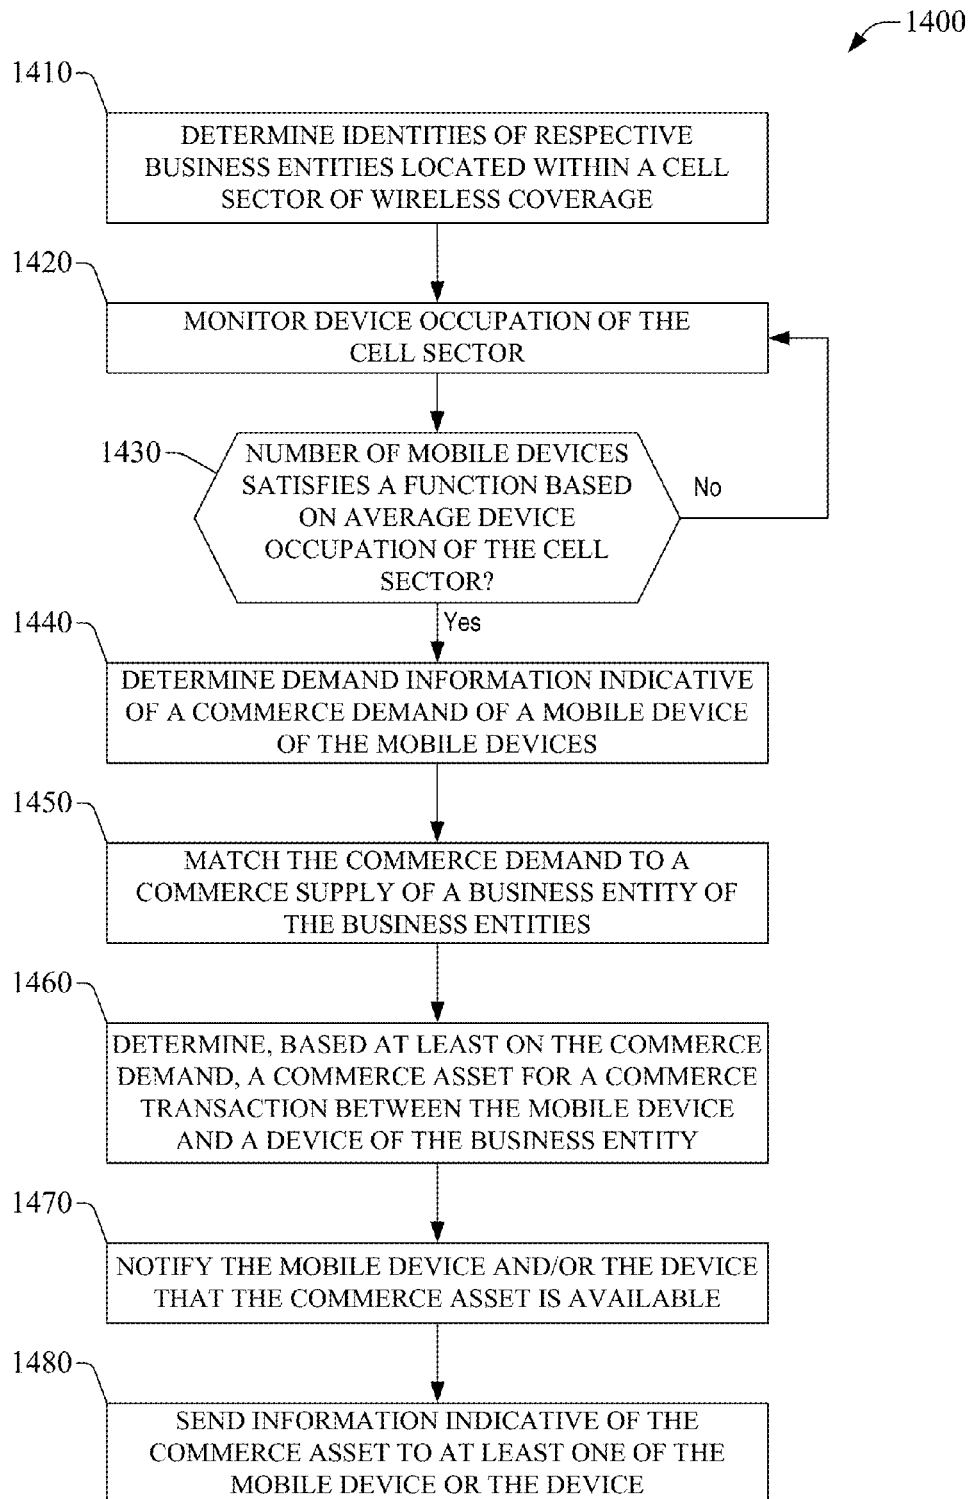 1400
1410
DETERMINE IDENTITIES OF RESPECTIVE
BUSINESS ENTITIES LOCATED WITHIN A CELL
SECTOR OF WIRELESS COVERAGE
1420
MONITOR DEVICE OCCUPATION OF THE
CELL SECTOR
1430
NUMBER OF MOBILE DEVICES
SATISFIES A FUNCTION BASED
ON AVERAGE DEVICE
OCCUPATION OF THE CELL
SECTOR?
No
Yes
1440
DETERMINE DEMAND INFORMATION INDICATIVE
OF A COMMERCE DEMAND OF A MOBILE DEVICE
OF THE MOBILE DEVICES
1450
MATCH THE COMMERCE DEMAND TO A
COMMERCE SUPPLY OF A BUSINESS ENTITY OF
THE BUSINESS ENTITIES
1460
DETERMINE, BASED AT LEAST ON THE COMMERCE
DEMAND, A COMMERCE ASSET FOR A COMMERCE
TRANSACTION BETWEEN THE MOBILE DEVICE
AND A DEVICE OF THE BUSINESS ENTITY
1470
NOTIFY THE MOBILE DEVICE AND/OR THE DEVICE
THAT THE COMMERCE ASSET IS AVAILABLE
1480
SEND INFORMATION INDICATIVE OF THE
COMMERCE ASSET TO AT LEAST ONE OF THE
MOBILE DEVICE OR THE DEVICE